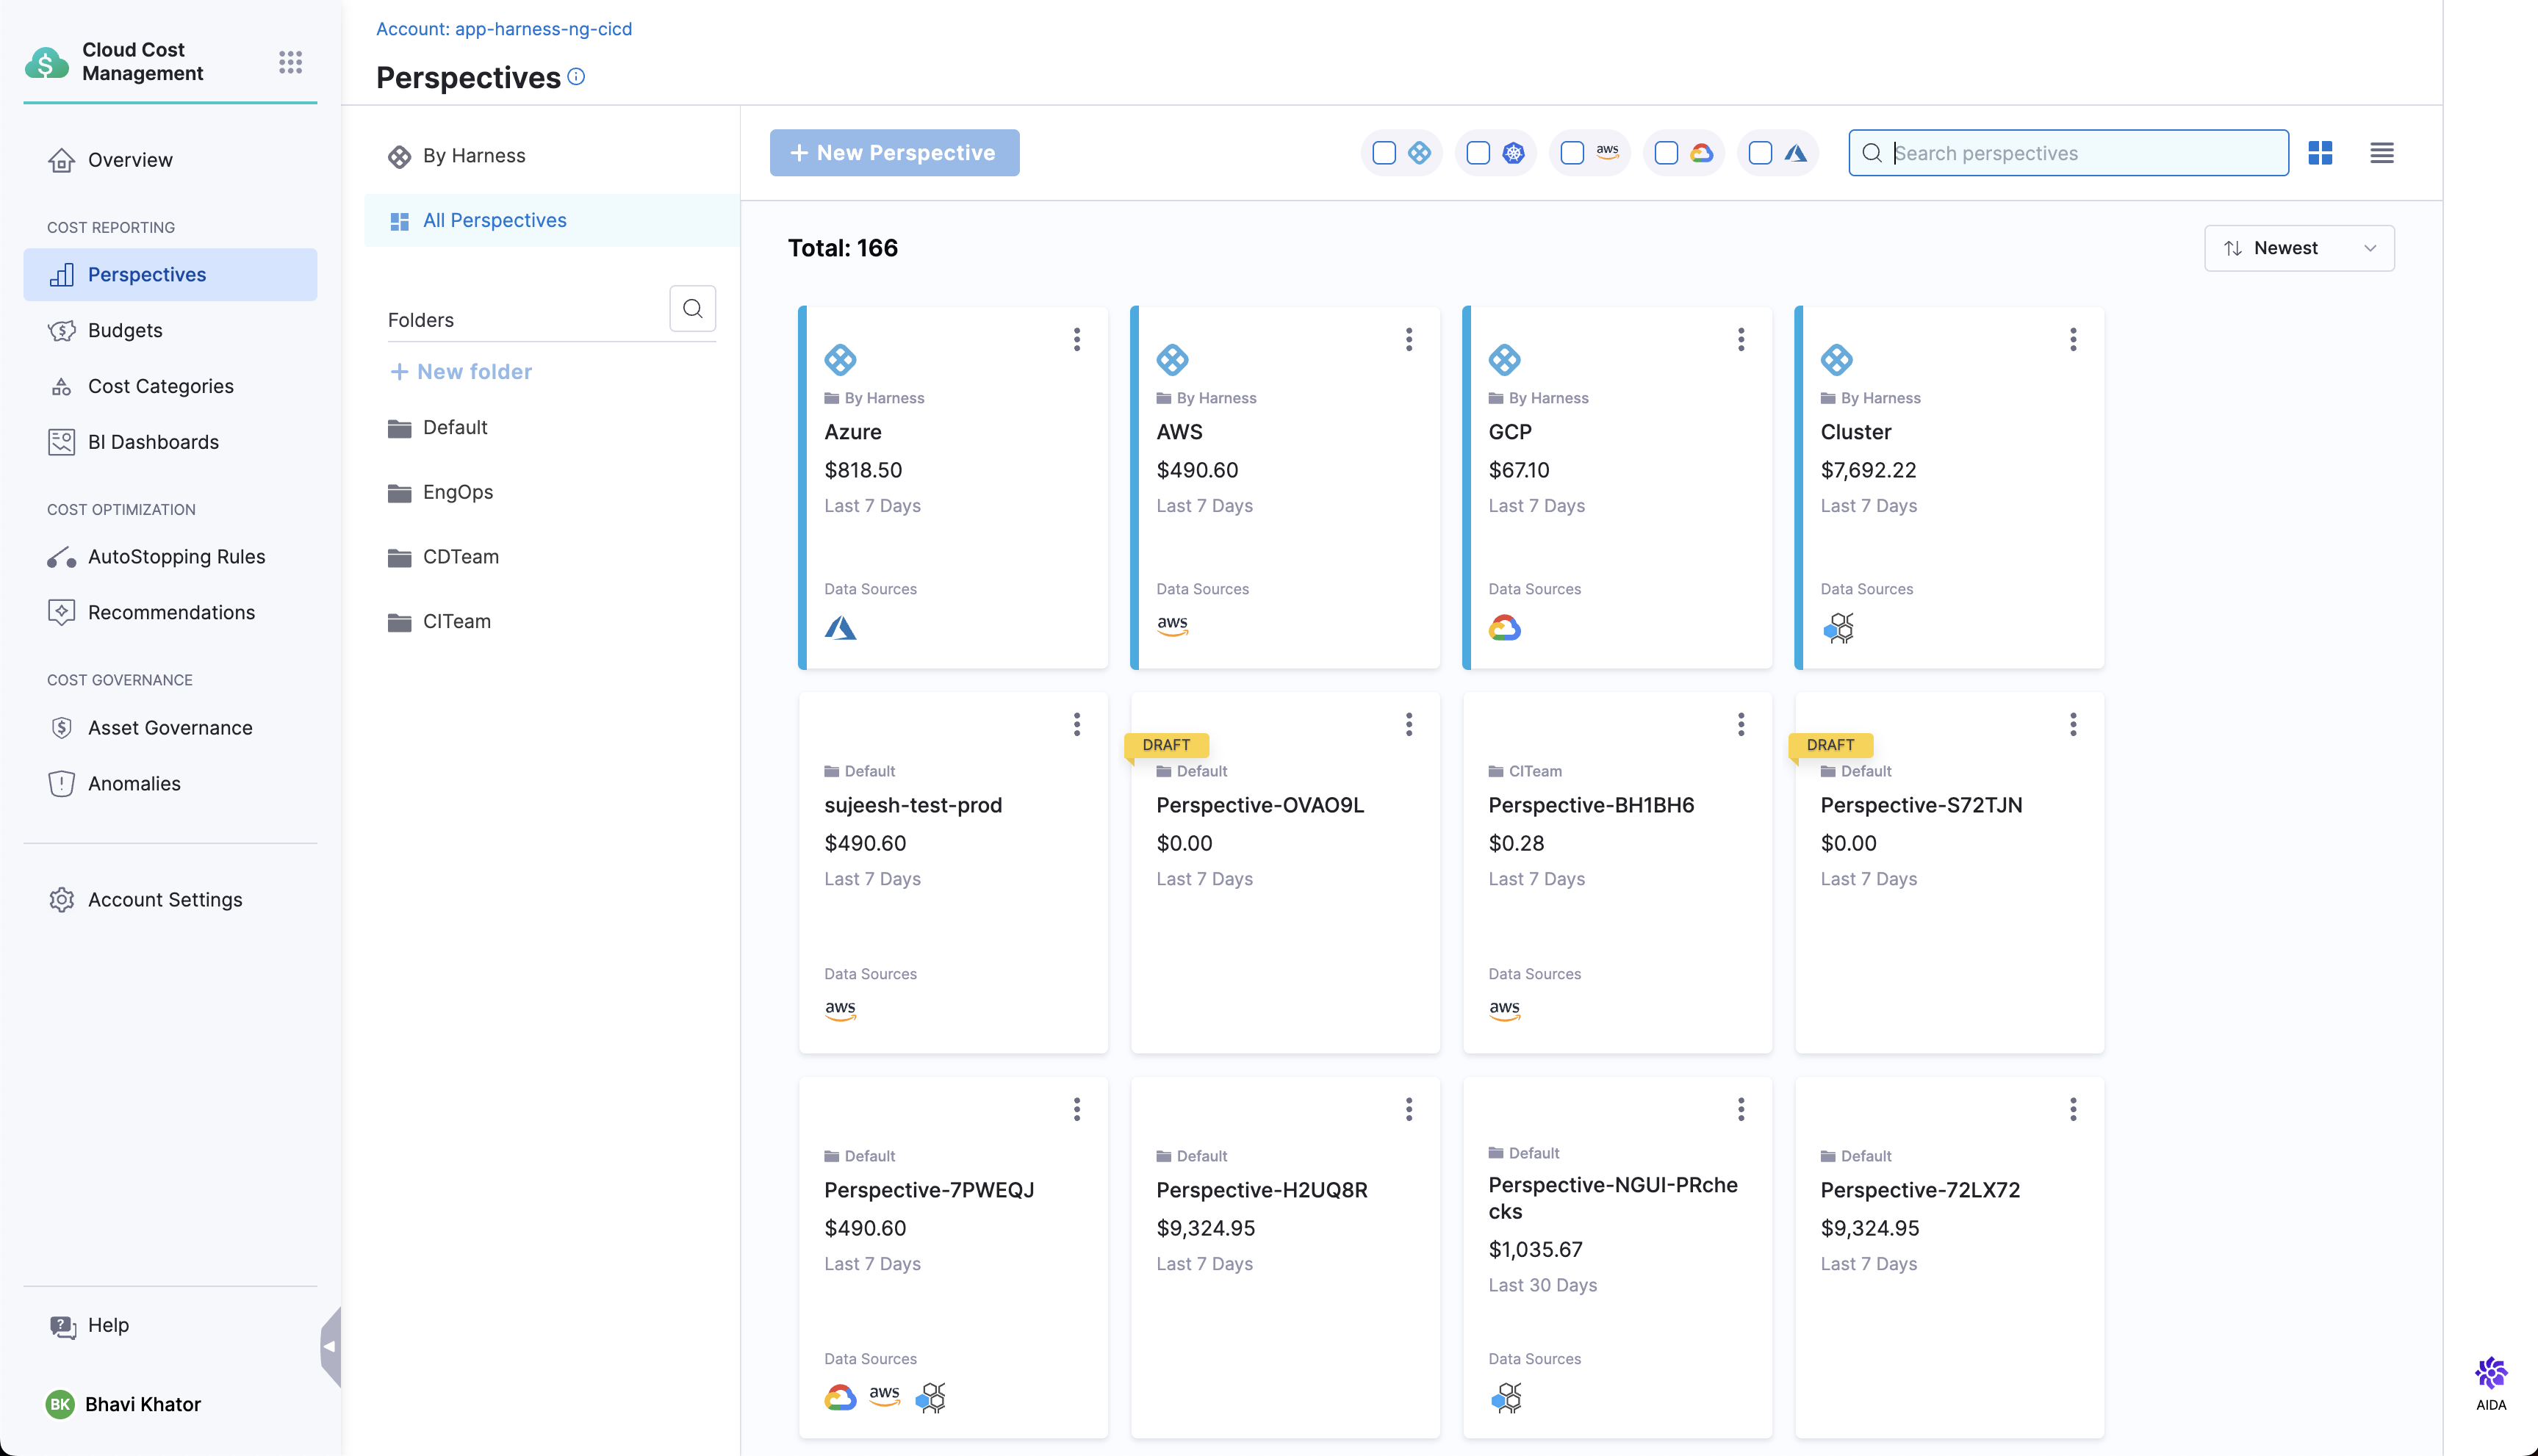 Cloud Cost
Management
Overview
COST REPORTING
Perspectives
Budgets
Cost Categories
BI Dashboards
COST OPTIMIZATION
AutoStopping Rules
Recommendations
COST GOVERNANCE
Asset Governance
Anomalies
Account Settings
Help
BK
Bhavi Khator
Account: app-harness-ng-cicd
Perspectives
By Harness
All Perspectives
Folders
+ New folder
Default
EngOps
CDTeam
CITeam
+ New Perspective
aws
Search perspectives
Total: 166
Newest
By Harness
Azure
$818.50
Last 7 Days
Data Sources
By Harness
AWS
$490.60
Last 7 Days
Data Sources
aws
By Harness
GCP
$67.10
Last 7 Days
Data Sources
By Harness
Cluster
$7,692.22
Last 7 Days
Data Sources
Default
sujeesh-test-prod
$490.60
Last 7 Days
Data Sources
aws
DRAFT
Default
Perspective-OVAO9L
$0.00
Last 7 Days
CITeam
Perspective-BH1BH6
$0.28
Last 7 Days
Data Sources
aws
DRAFT
Default
Perspective-S72TJN
$0.00
Last 7 Days
Default
Perspective-7PWEQJ
$490.60
Last 7 Days
Data Sources
aws
Default
Perspective-H2UQ8R
$9,324.95
Last 7 Days
Default
Perspective-NGUI-PRche
cks
$1,035.67
Last 30 Days
Data Sources
Default
Perspective-72LX72
$9,324.95
Last 7 Days
AIDA